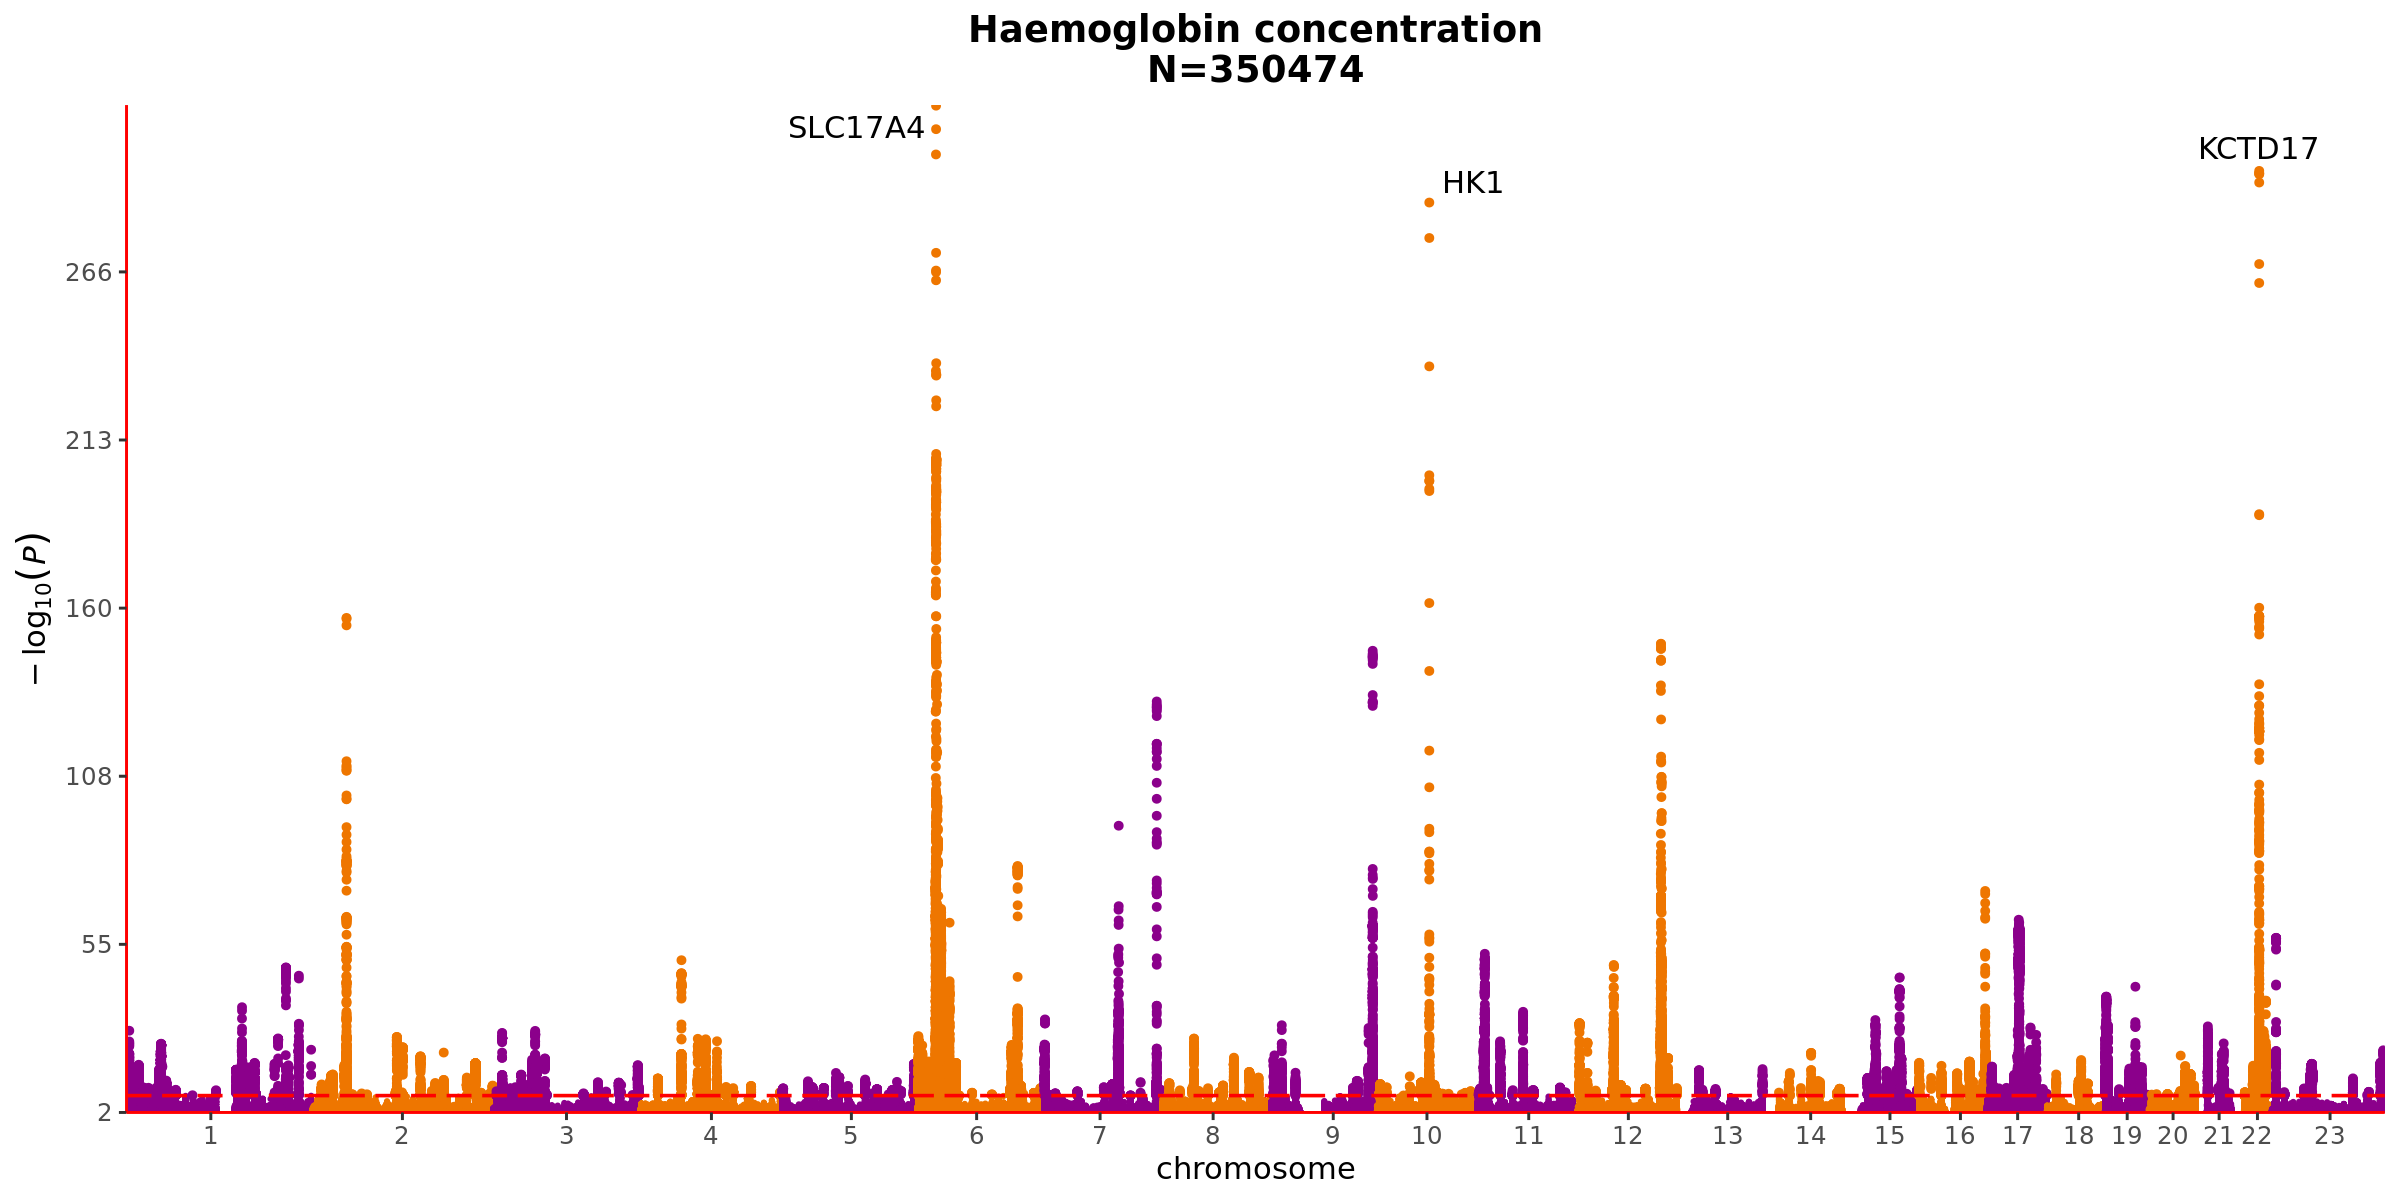 Haemoglobin concentration
N=350474
SLC17A4
KCTD17
HK1
266
213
160
108
55
2
−log₁₀(P)
1 2 3 4 5 6 7 8 9 10 11 12 13 14 15 16 17 18 19 20 21 22 23
chromosome